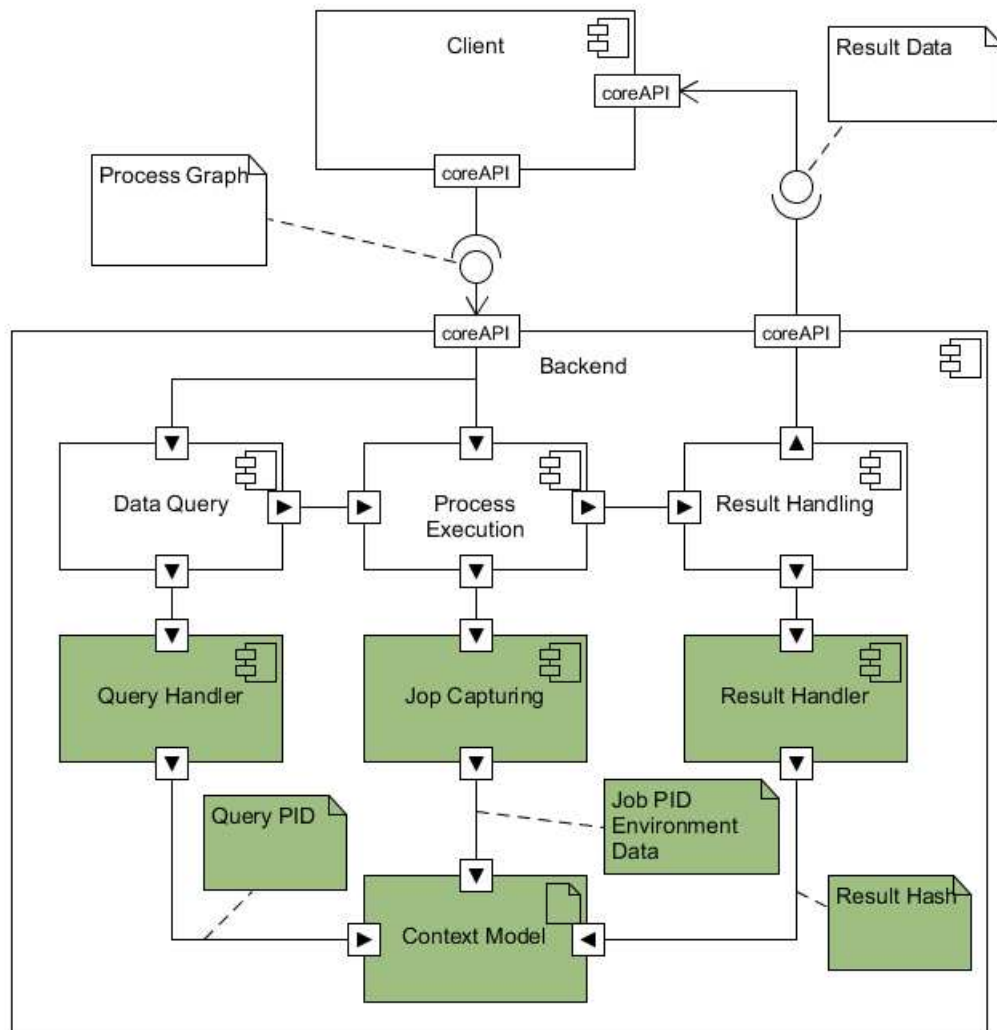 Client
Result Data
coreAPI
Process Graph
coreAPI
coreAPI
coreAPI
Backend
Data Query
Process
Execution
Result Handling
Query Handler
Jop Capturing
Result Handler
Query PID
Job PID
Environment
Data
Result Hash
Context Model